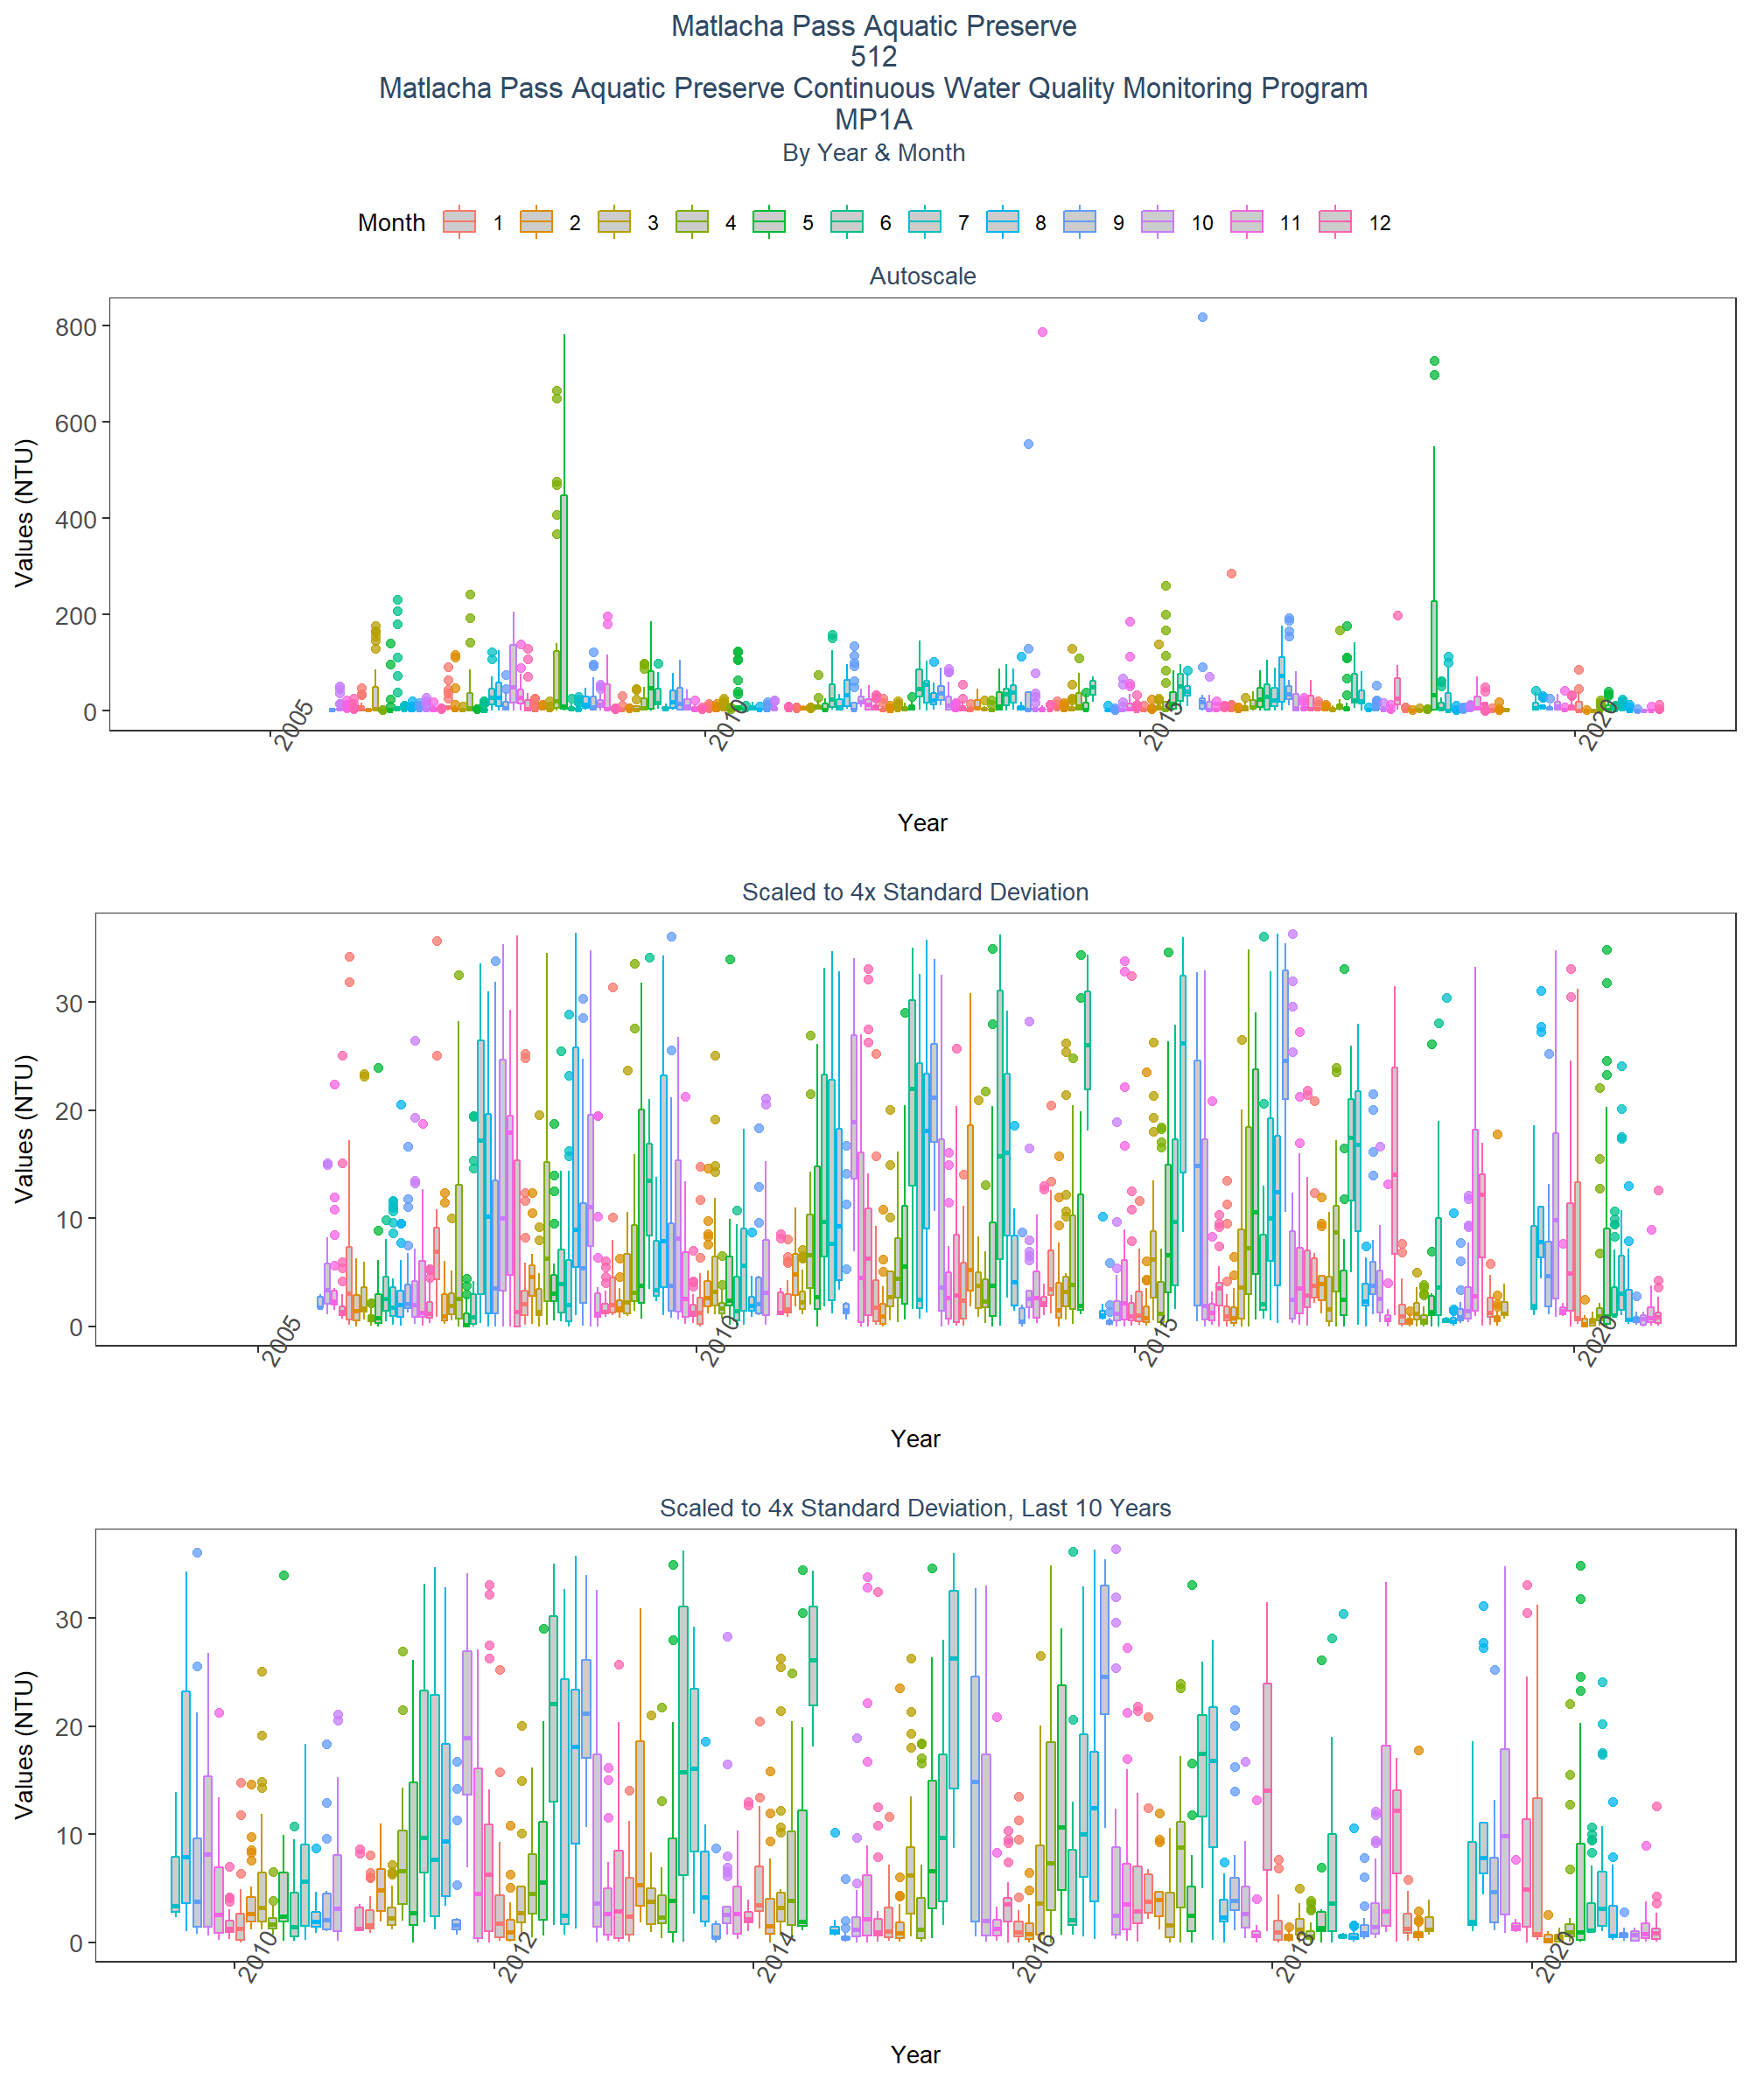 Matlacha Pass Aquatic Preserve
512
Matlacha Pass Aquatic Preserve Continuous Water Quality Monitoring Program
MP1A
By Year & Month
Month 1 2 3 4 5 6 7 8 9 10 11 12
Autoscale
Values (NTU)
800
600
400
200
0
2005 2010 2015 2020
Year
Scaled to 4x Standard Deviation
Values (NTU)
30
20
10
0
2005 2010 2015 2020
Year
Scaled to 4x Standard Deviation, Last 10 Years
Values (NTU)
30
20
10
0
2010 2012 2014 2016 2018 2020
Year